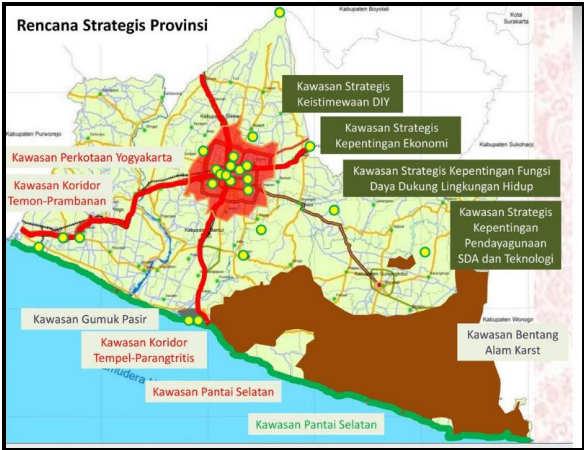 Rencana Strategis Provinsi
Kabupaten Boyolali
Kota
Surakarta
Kawasan Strategis
Keistimewaan DIY
Kawasan Strategis
Kepentingan Ekonomi
Kabupaten Purworejo
Kabupaten Sukoharjo
Kawasan Perkotaan Yogyakarta
Kawasan Strategis Kepentingan Fungsi
Daya Dukung Lingkungan Hidup
Kawasan Koridor
Temon-Prambanan
Kawasan Strategis
Kepentingan
Pendayagunaan
SDA dan Teknologi
Kawasan Gumuk Pasir
Kabupaten Wonogiri
Kawasan Bentang
Alam Karst
Kawasan Koridor
Tempel-Parangtritis
Kawasan Pantai Selatan
Kawasan Pantai Selatan